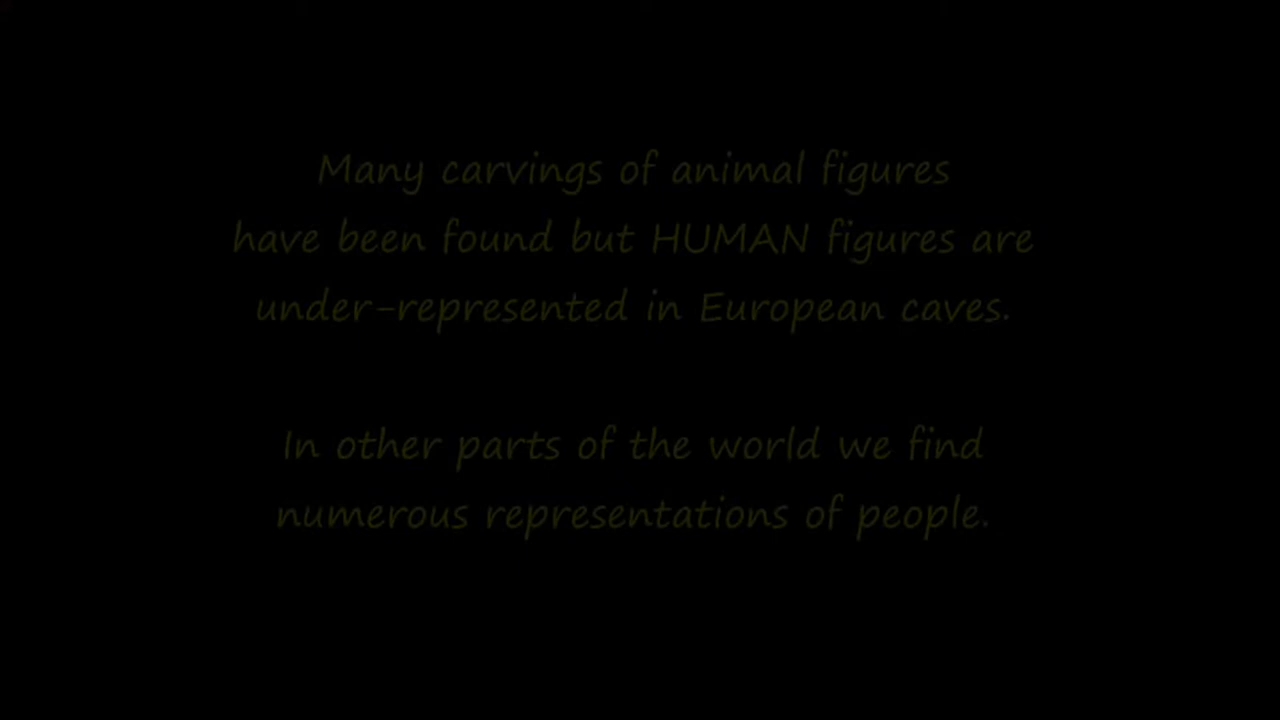 Many carvings of animal figures
have been found but HUMAN figures are
under-represented in European caves.
In other parts of the world we find
numerous representations of people.